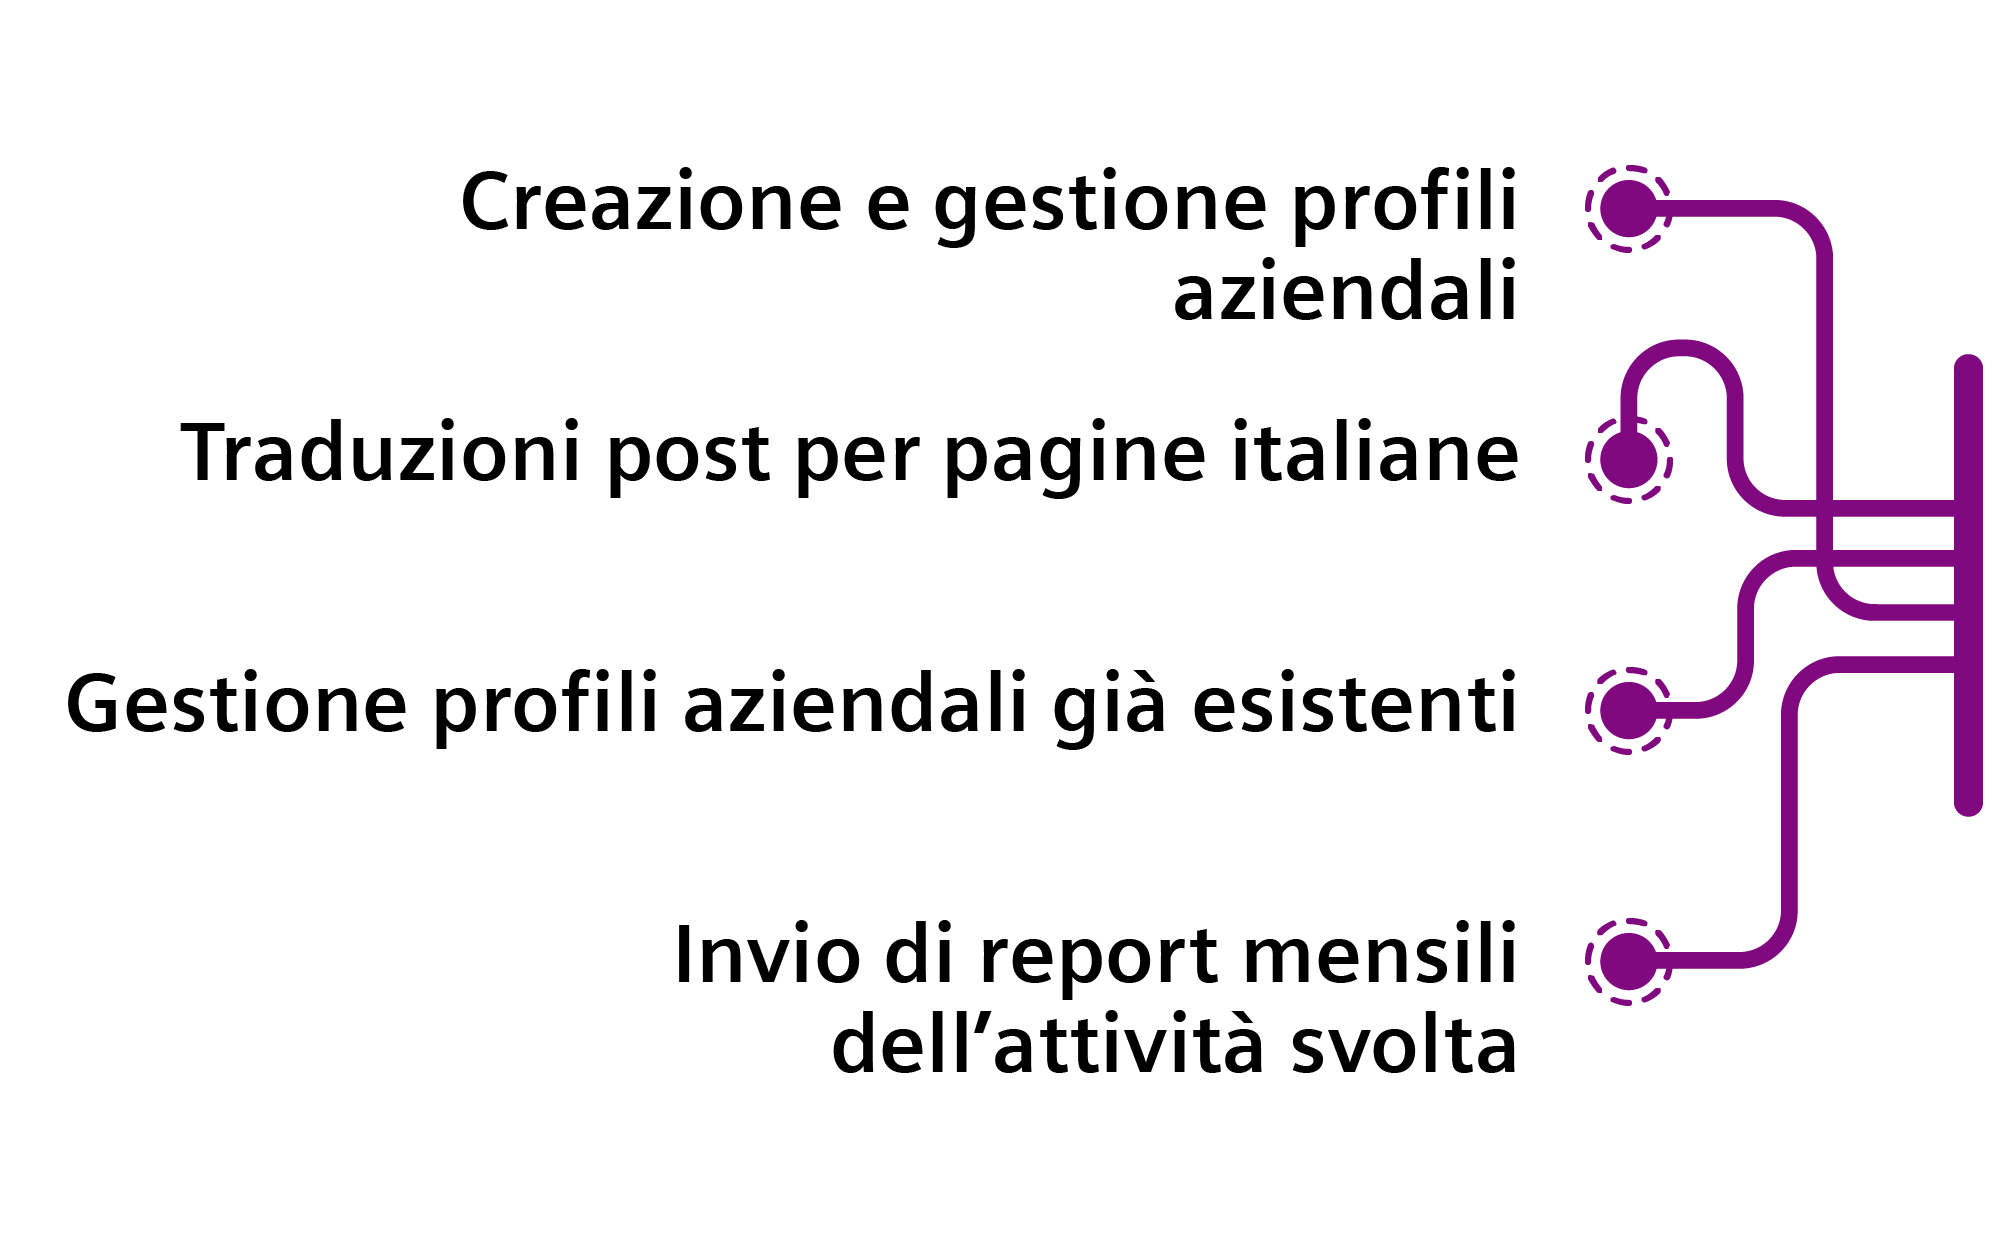 Creazione e gestione profili
aziendali
Traduzioni post per pagine italiane
Gestione profili aziendali già esistenti
Invio di report mensili
dell’attività svolta